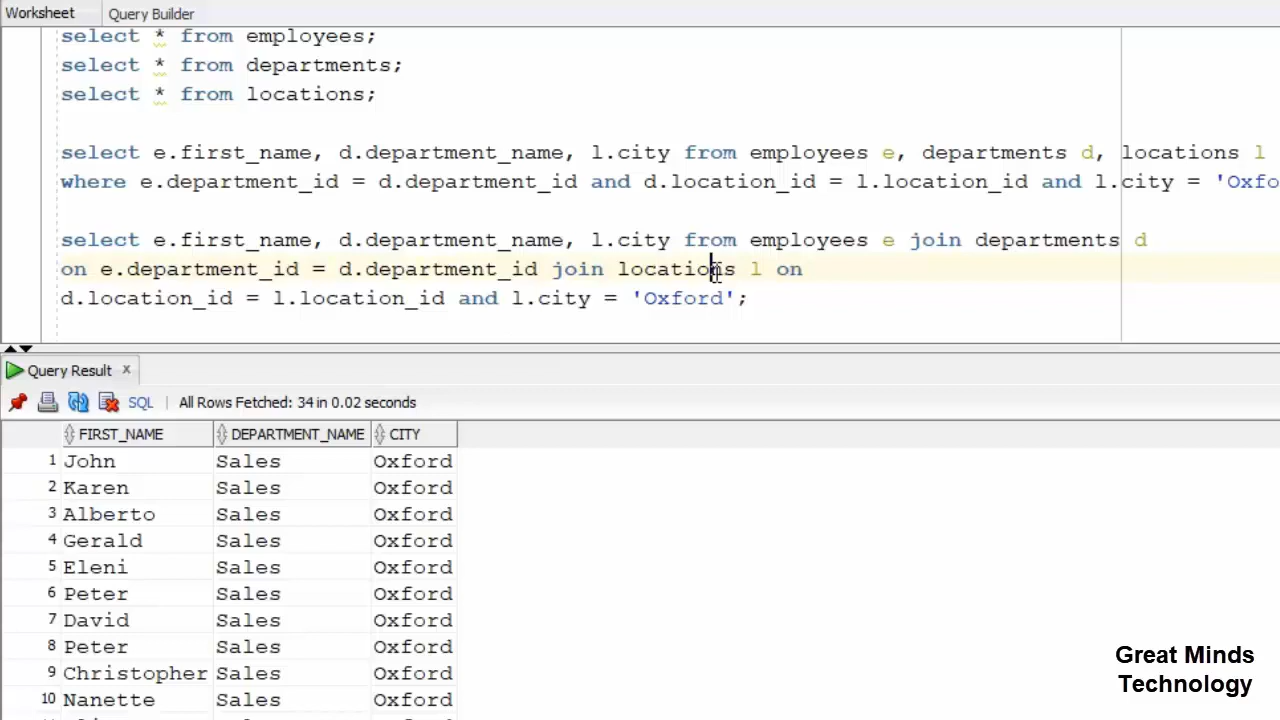 Worksheet Query Builder
select * from employees;
select * from departments;
select * from locations;
select e.first_name, d.department_name, l.city from employees e, departments d, locations l
where e.department_id = d.department_id and d.location_id = l.location_id and l.city = 'Oxfo
select e.first_name, d.department_name, l.city from employees e join departments d
on e.department_id = d.department_id join locations l on
d.location_id = l.location_id and l.city = 'Oxford';
Query Result x
SQL | All Rows Fetched: 34 in 0.02 seconds
FIRST_NAME DEPARTMENT_NAME CITY
1 John Sales Oxford
2 Karen Sales Oxford
3 Alberto Sales Oxford
4 Gerald Sales Oxford
5 Eleni Sales Oxford
6 Peter Sales Oxford
7 David Sales Oxford
8 Peter Sales Oxford
9 Christopher Sales Oxford
10 Nanette Sales Oxford
Great Minds
Technology